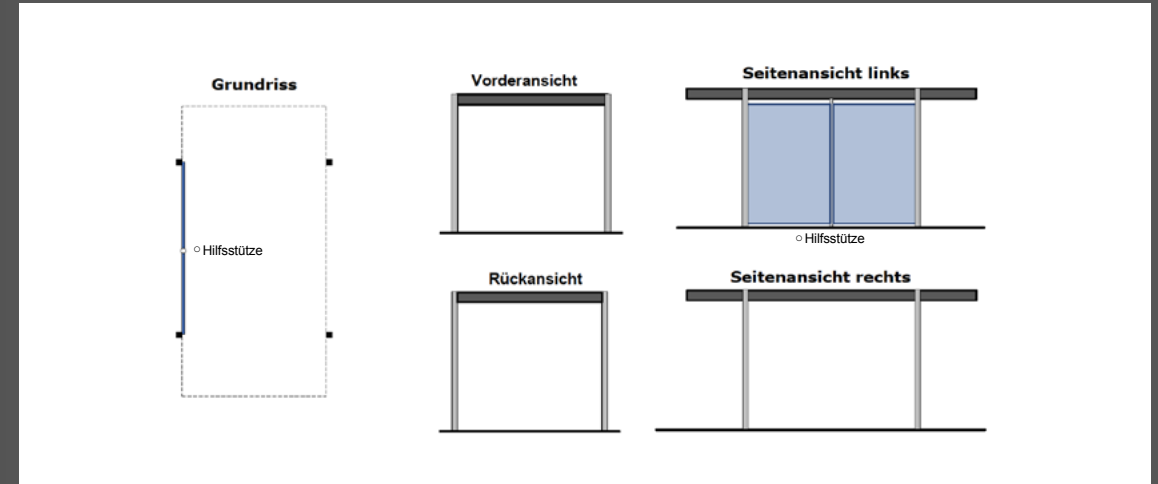 Grundriss
Vorderansicht
Seitenansicht links
Hilfsstütze
Hilfsstütze
Rückansicht
Seitenansicht rechts